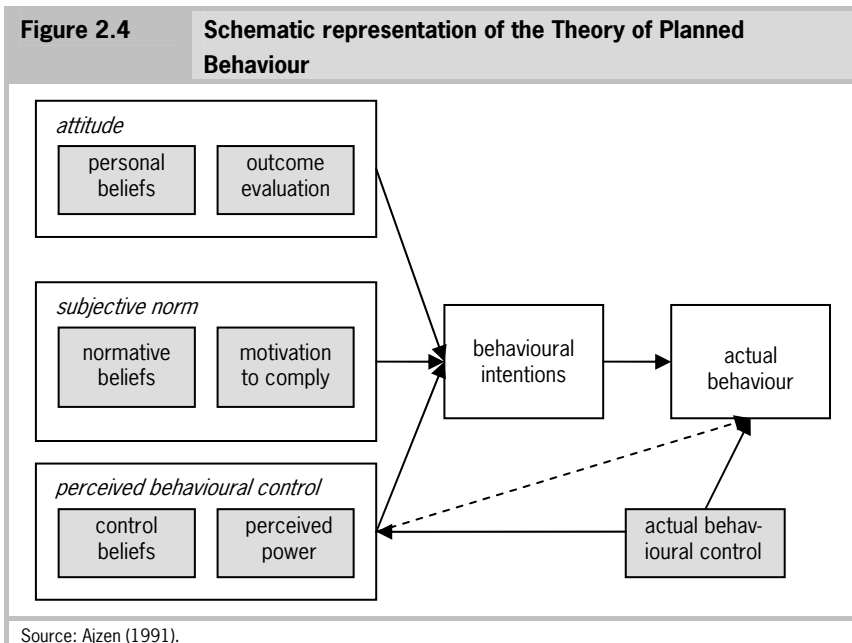 Figure 2.4
Schematic representation of the Theory of Planned
Behaviour
attitude
personal
beliefs
outcome
evaluation
subjective norm
normative
beliefs
motivation
to comply
perceived behavioural control
control
beliefs
perceived
power
behavioural
intentions
actual
behaviour
actual behav-
ioural control
Source: Ajzen (1991).